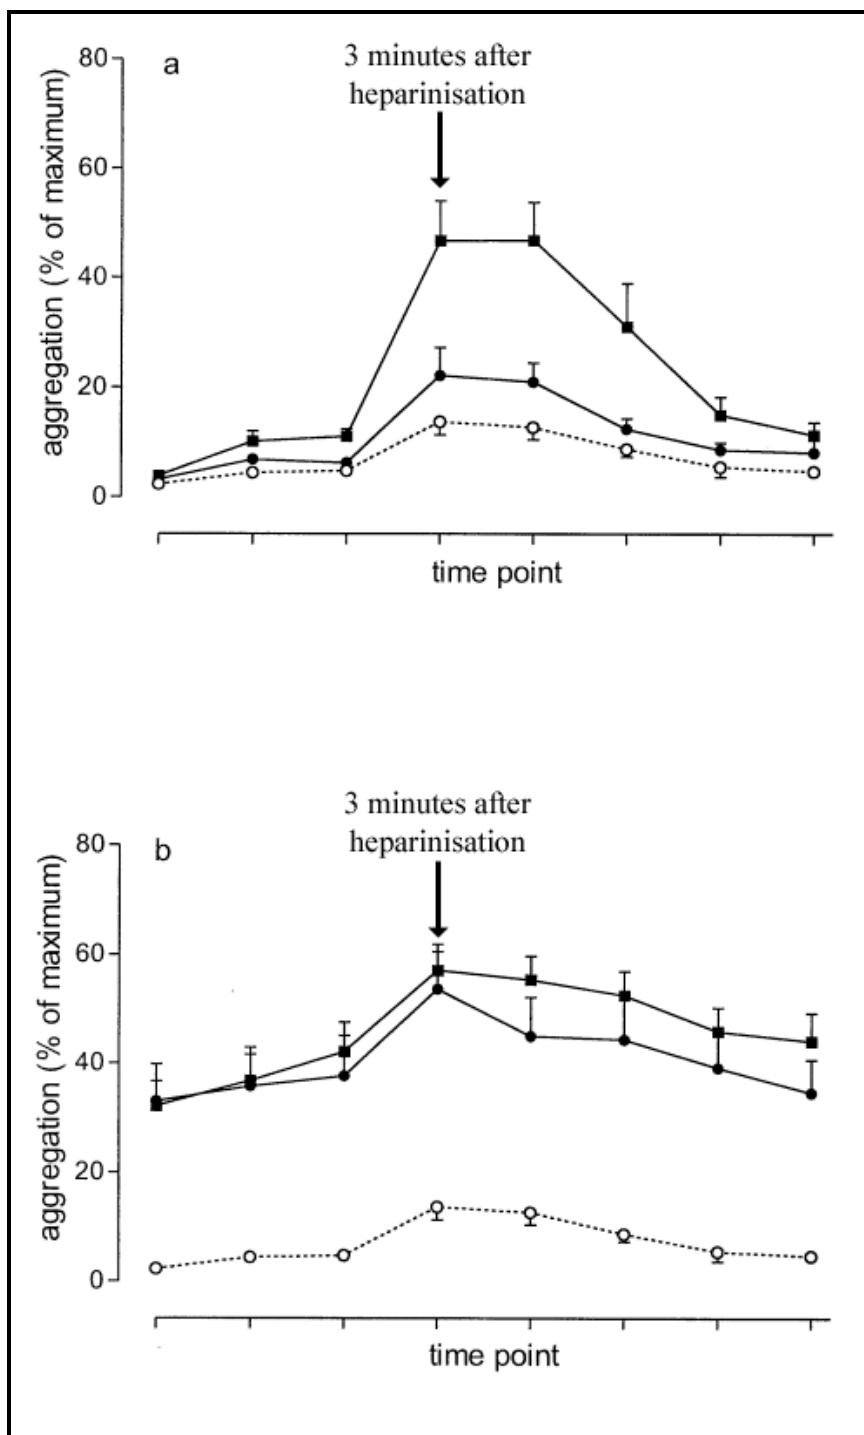 a
3 minutes after
heparinisation
aggregation (% of maximum)
80
60
40
20
0
time point
b
3 minutes after
heparinisation
aggregation (% of maximum)
80
60
40
20
0
time point